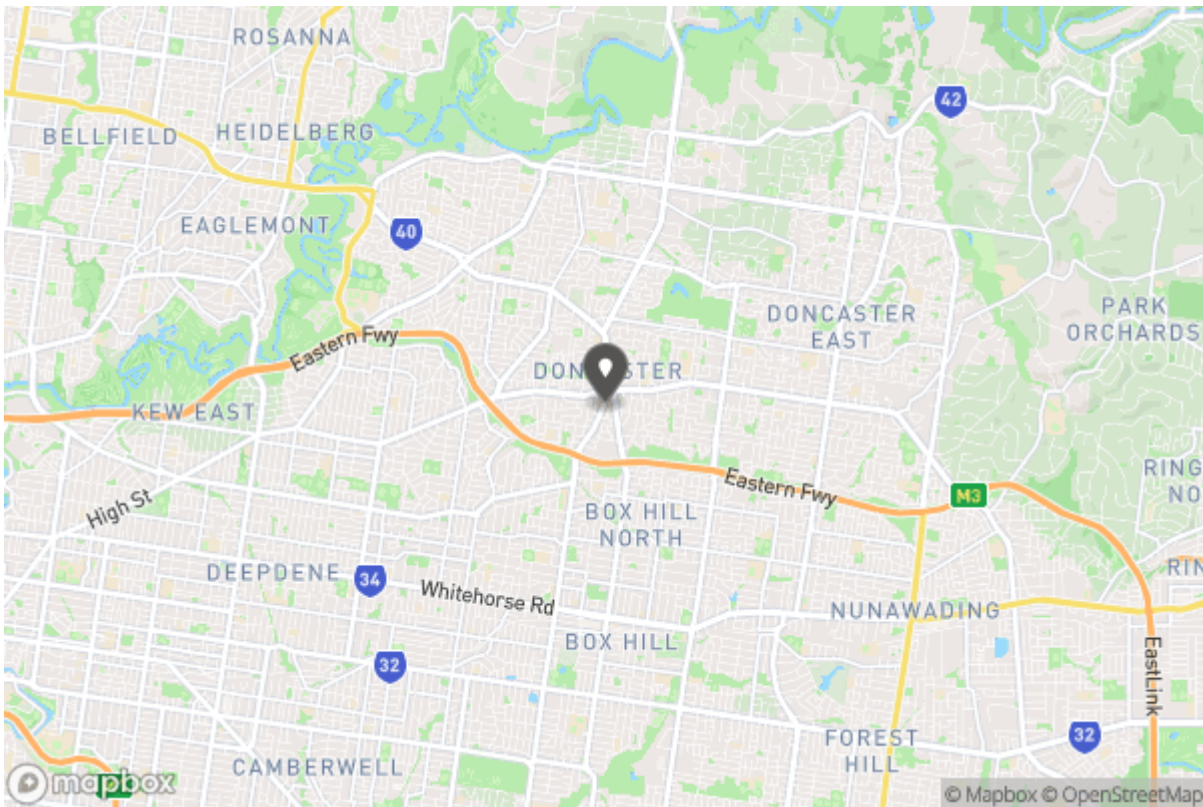 ROSANNA
42
BELLFIELD
HEIDELBERG
EAGLEMONT
40
PARK
ORCHARDS
DONCASTER
EAST
Eastern Fwy
KEW EAST
High St
Eastern Fwy
M3
BOX HILL
NORTH
DEEPDENE
34
Whitehorse Rd
NUNAWADING
BOX HILL
32
EastLink
32
FOREST
HILL
CAMBERWELL
mapbox
© Mapbox © OpenStreetMap